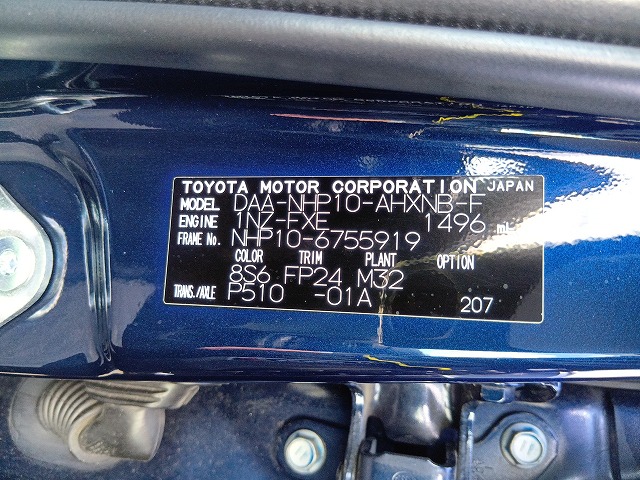 TOYOTA MOTOR CORPORATION JAPAN
MODEL DAA-NHP10-AHXNB-F
ENGINE 1NZ-FXE 1496 mL
FRAME No. NHP10-6755919
COLOR TRIM PLANT OPTION
8S6 FP24 M32
TRANS./AXLE P510 -01A 207